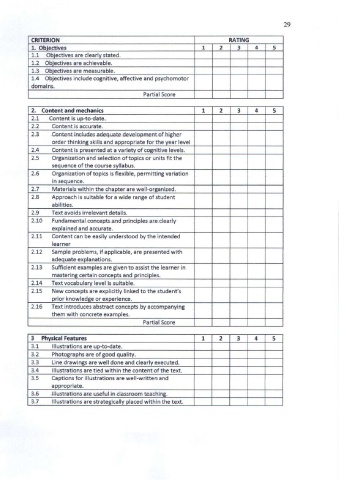 29
CRITERION RATING
1. Objectives 1 2 3 4 5
1.1 Objectives are clearly stated.
1.2 Objectives are achievable.
1.3 Objectives are measurable.
1.4 Objectives include cognitive, affective and psychomotor
domains.
Partial Score
2. Content and mechanics 1 2 3 4 5
2.1 Content is up-to-date.
2.2 Content is accurate.
2.3 Content includes adequate development of higher
order thinking skills and appropriate for the year level
2.4 Content is presented at a variety of cognitive levels.
2.5 Organization and selection of topics or units fit the
sequence of the course syllabus.
2.6 Organization of topics is flexible, permitting variation
in sequence.
2.7 Materials within the chapter are well-organized.
2.8 Approach is suitable for a wide range of student
abilities.
2.9 Text avoids irrelevant details.
2.10 Fundamental concepts and principles are clearly
explained and accurate.
2.11 Content can be easily understood by the intended
learner
2.12 Sample problems, if applicable, are presented with
adequate explanations.
2.13 Sufficient examples are given to assist the learner in
mastering certain concepts and principles.
2.14 Text vocabulary level is suitable.
2.15 New concepts are explicitly linked to the student's
prior knowledge or experience.
2.16 Text introduces abstract concepts by accompanying
them with concrete examples.
Partial Score
3 Physical Features 1 2 3 4 5
3.1 Illustrations are up-to-date.
3.2 Photographs are of good quality.
3.3 Line drawings are well done and clearly executed.
3.4 Illustrations are tied within the content of the text.
3.5 Captions for illustrations are well-written and
appropriate.
3.6 Illustrations are useful in classroom teaching.
3.7 Illustrations are strategically placed within the text.